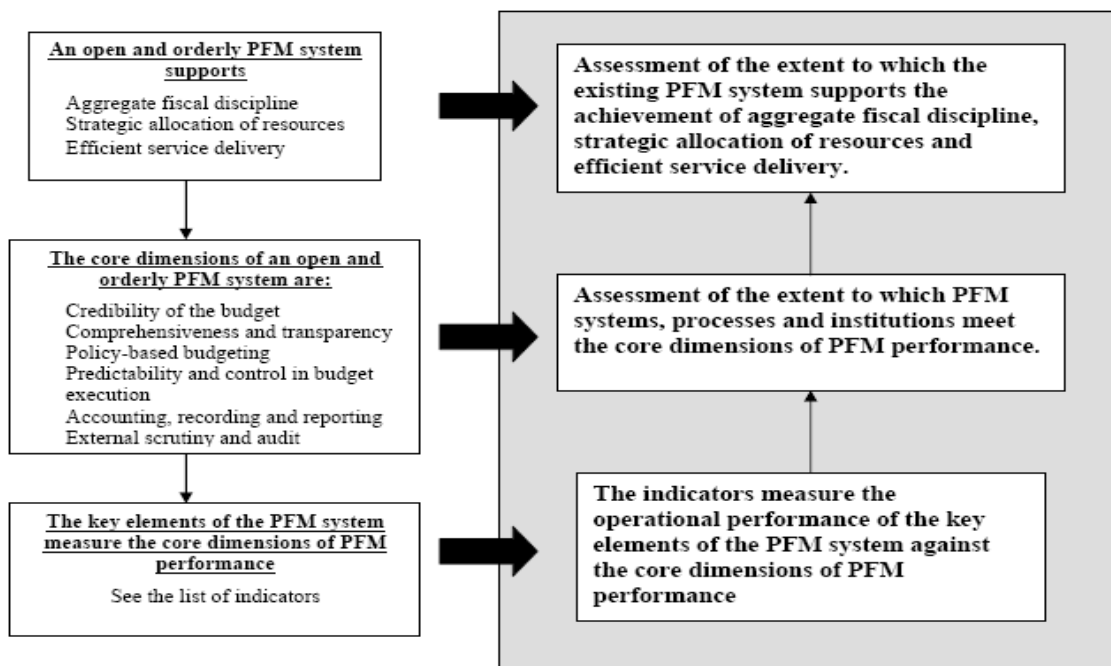 An open and orderly PFM system
supports
Aggregate fiscal discipline
Strategic allocation of resources
Efficient service delivery
Assessment of the extent to which the
existing PFM system supports the
achievement of aggregate fiscal discipline,
strategic allocation of resources and
efficient service delivery.
The core dimensions of an open and
orderly PFM system are:
Credibility of the budget
Comprehensiveness and transparency
Policy-based budgeting
Predictability and control in budget
execution
Accounting, recording and reporting
External scrutiny and audit
Assessment of the extent to which PFM
systems, processes and institutions meet
the core dimensions of PFM performance.
The key elements of the PFM system
measure the core dimensions of PFM
performance
See the list of indicators
The indicators measure the
operational performance of the key
elements of the PFM system against
the core dimensions of PFM
performance